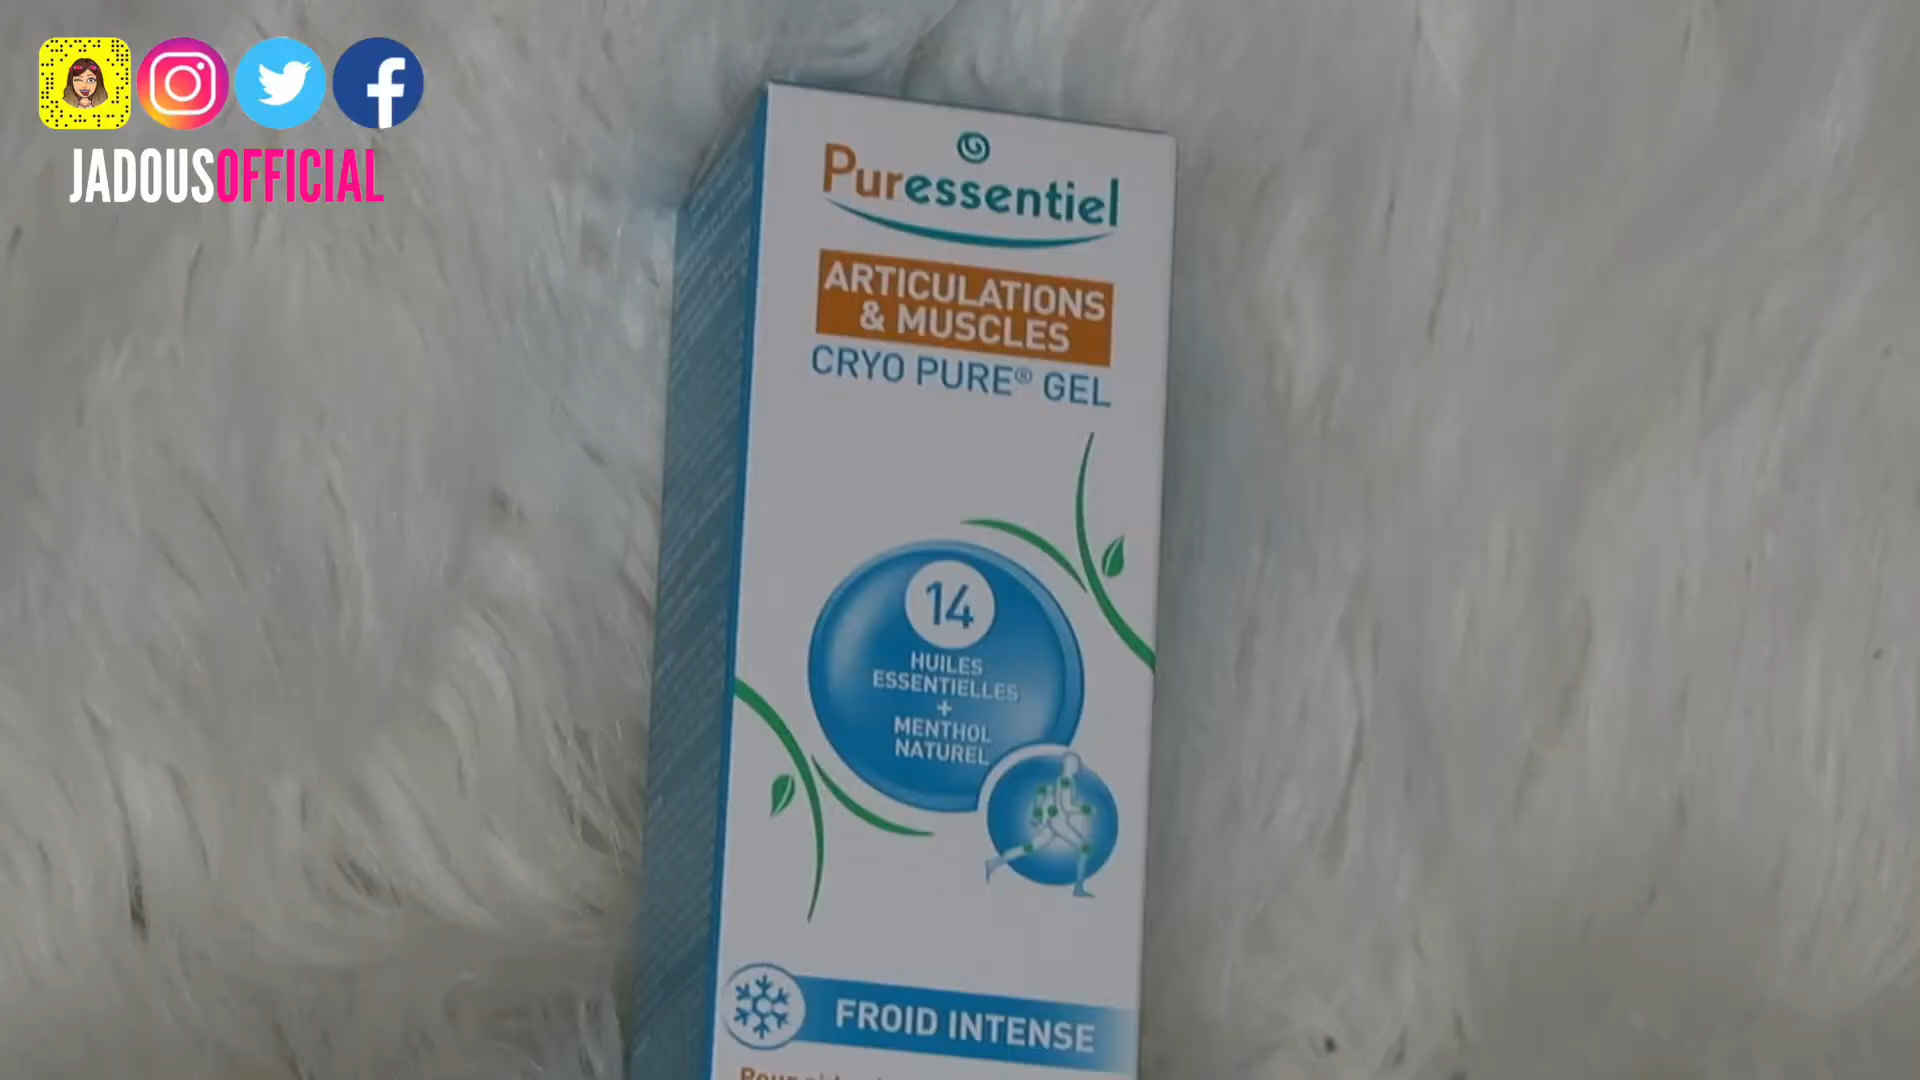 JADOUSOFFICIAL
Puressentiel
ARTICULATIONS
& MUSCLES
CRYO PURE® GEL
14
HUILES
ESSENTIELLES
+
MENTHOL
NATUREL
FROID INTENSE